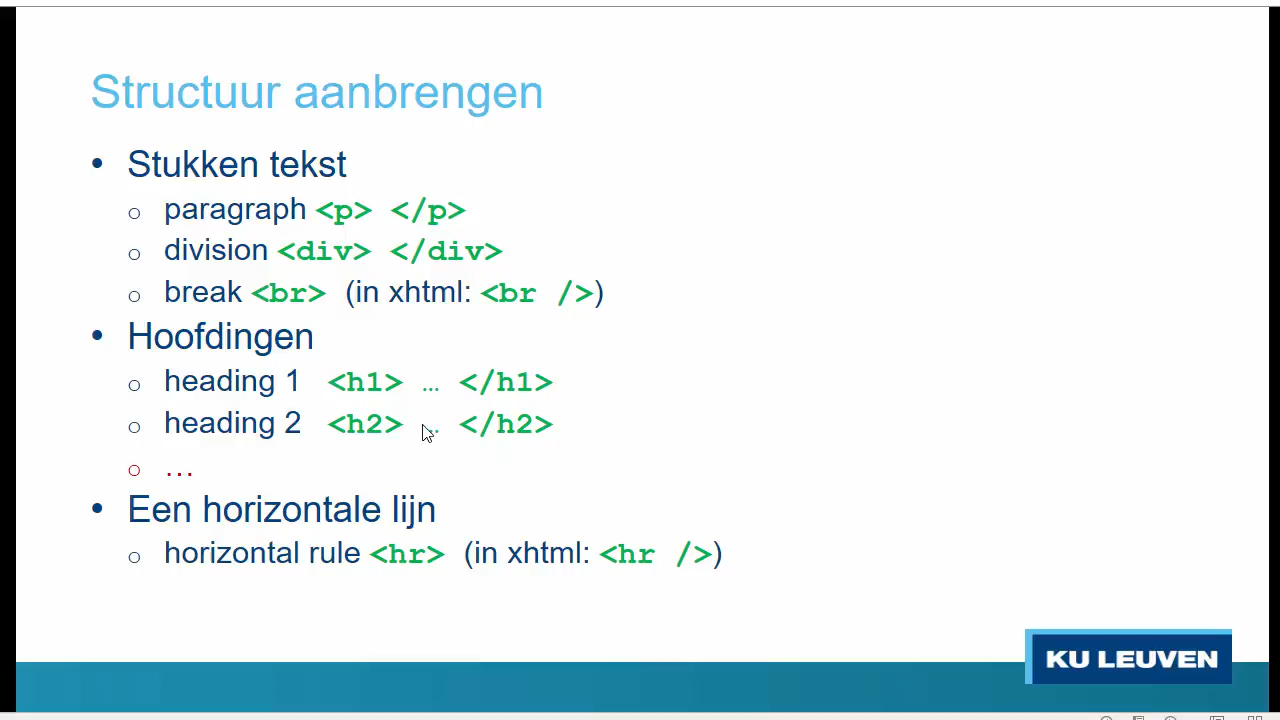 Structuur aanbrengen
• Stukken tekst
o paragraph <p> </p>
o division <div> </div>
o break <br> (in xhtml: <br />)
• Hoofdingen
o heading 1 <h1> … </h1>
o heading 2 <h2> … </h2>
o …
• Een horizontale lijn
o horizontal rule <hr> (in xhtml: <hr />)
KU LEUVEN